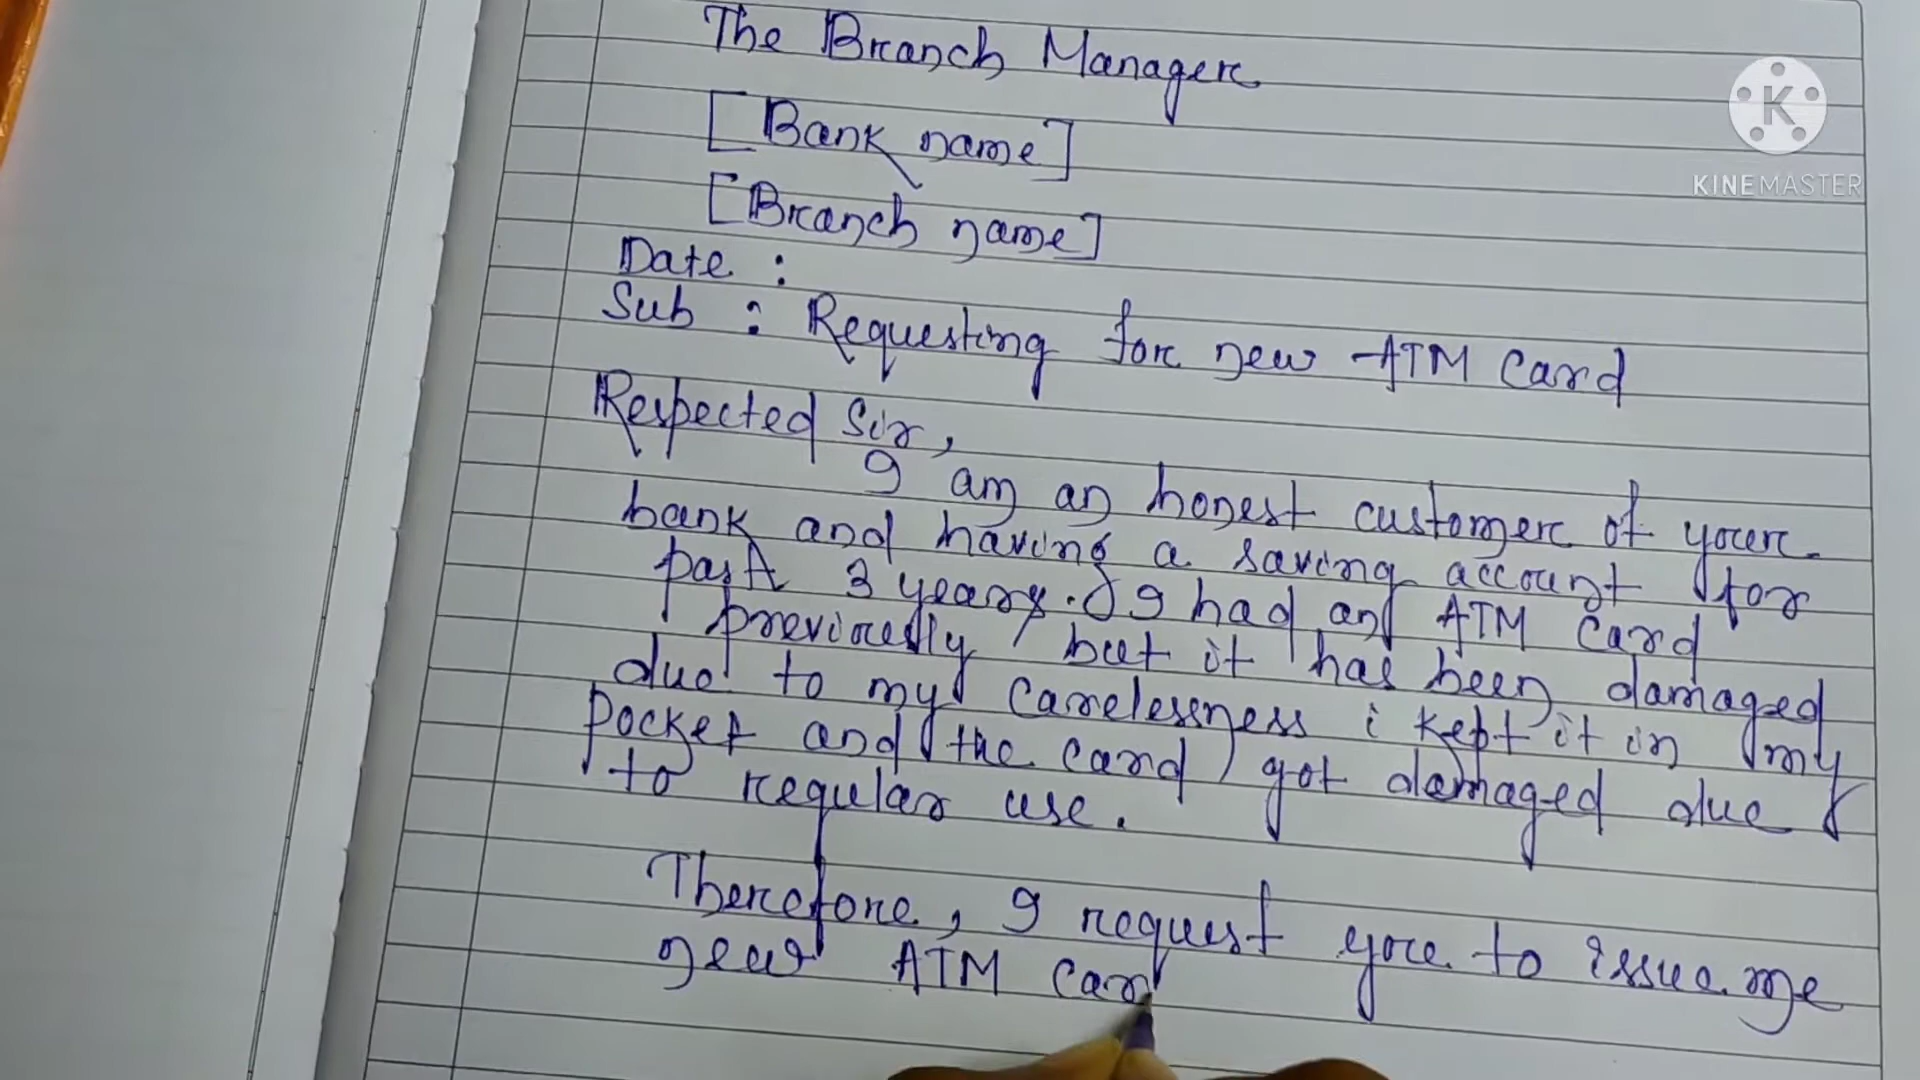 The Branch Manager
[Bank name]
[Branch name]
Date :
Sub : Requesting for new ATM Card
Respected Sir,
I am an honest customer of your
bank and having a saving account for
past 3 years. I had an ATM Card
previously, but it has been damaged
due to my carelessness i kept it in my
pocket and the card got damaged due
to regular use.
Therefore, I request you to issue me
new ATM Car
K
KINEMASTER